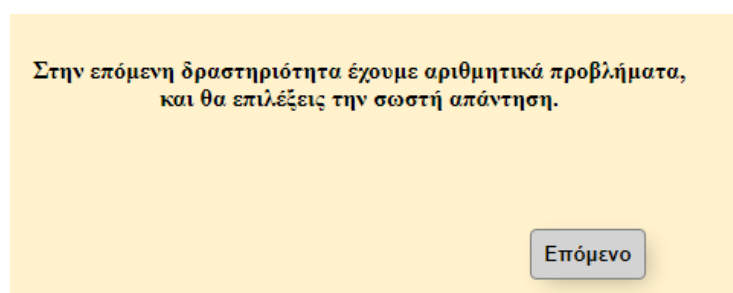 Στην επόμενη δραστηριότητα έχουμε αριθμητικά προβλήματα,
και θα επιλέξεις την σωστή απάντηση.
Επόμενο